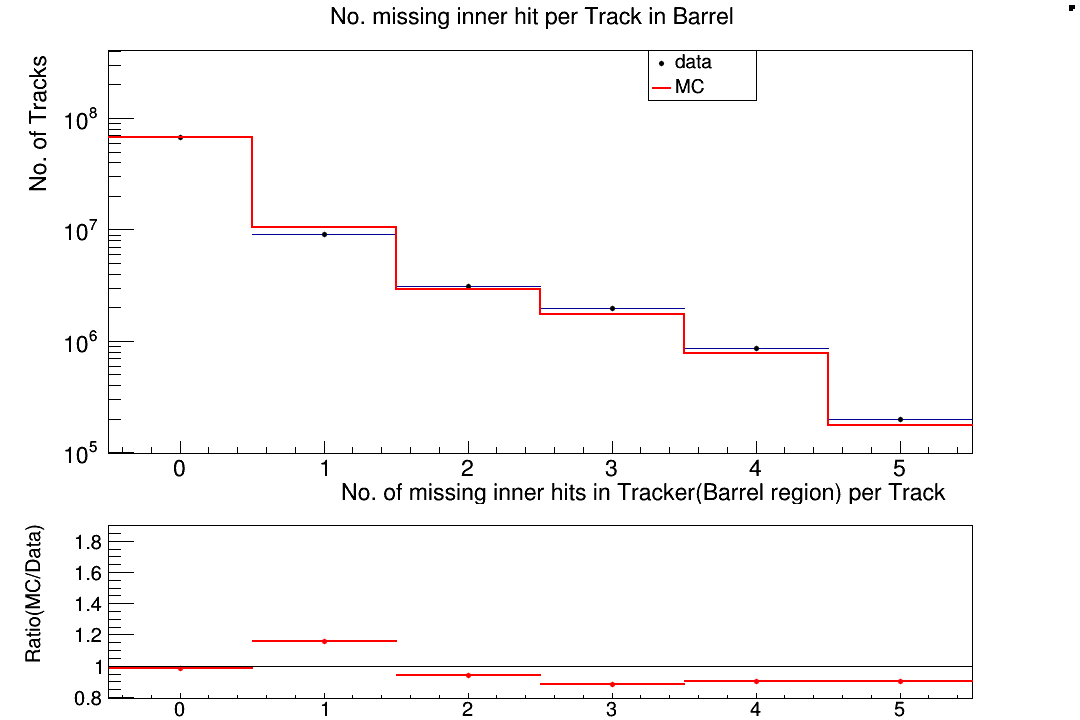 No. missing inner hit per Track in Barrel
No. of Tracks
data
MC
10^8
10^7
10^6
10^5
0 1 2 3 4 5
No. of missing inner hits in Tracker(Barrel region) per Track
Ratio(MC/Data)
1.8
1.6
1.4
1.2
1
0.8
0 1 2 3 4 5